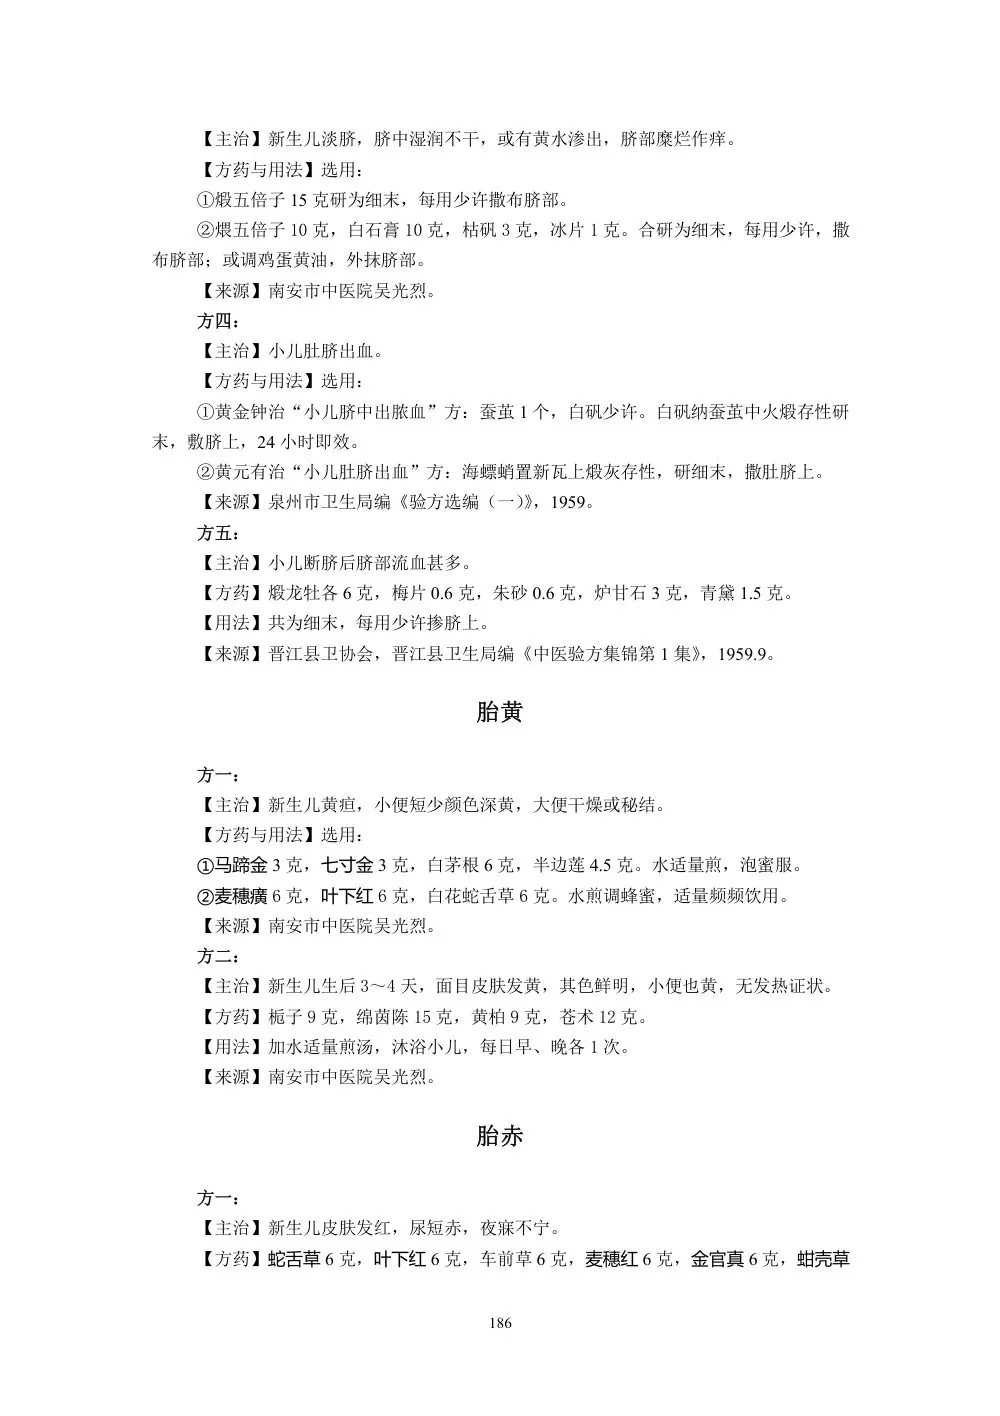 【主治】新生儿淡脐，脐中湿润不干，或有黄水渗出，脐部糜烂作痒。
【方药与用法】选用：
①煅五倍子 15 克研为细末，每用少许撒布脐部。
②煨五倍子 10 克，白石膏 10 克，枯矾 3 克，冰片 1 克。合研为细末，每用少许，撒
布脐部；或调鸡蛋黄油，外抹脐部。
【来源】南安市中医院吴光烈。
方四：
【主治】小儿肚脐出血。
【方药与用法】选用：
①黄金钟治“小儿脐中出脓血”方：蚕茧 1 个，白矾少许。白矾纳蚕茧中火煅存性研
末，敷脐上，24 小时即效。
②黄元有治“小儿肚脐出血”方：海螵蛸置新瓦上煅灰存性，研细末，撒肚脐上。
【来源】泉州市卫生局编《验方选编（一）》，1959。
方五：
【主治】小儿断脐后脐部流血甚多。
【方药】煅龙牡各 6 克，梅片 0.6 克，朱砂 0.6 克，炉甘石 3 克，青黛 1.5 克。
【用法】共为细末，每用少许掺脐上。
【来源】晋江县卫协会，晋江县卫生局编《中医验方集锦第 1 集》，1959.9。
胎黄
方一：
【主治】新生儿黄疸，小便短少颜色深黄，大便干燥或秘结。
【方药与用法】选用：
①马蹄金 3 克，七寸金 3 克，白茅根 6 克，半边莲 4.5 克。水适量煎，泡蜜服。
②麦穗癀 6 克，叶下红 6 克，白花蛇舌草 6 克。水煎调蜂蜜，适量频频饮用。
【来源】南安市中医院吴光烈。
方二：
【主治】新生儿生后 3～4 天，面目皮肤发黄，其色鲜明，小便也黄，无发热证状。
【方药】栀子 9 克，绵茵陈 15 克，黄柏 9 克，苍术 12 克。
【用法】加水适量煎汤，沐浴小儿，每日早、晚各 1 次。
【来源】南安市中医院吴光烈。
胎赤
方一：
【主治】新生儿皮肤发红，尿短赤，夜寐不宁。
【方药】蛇舌草 6 克，叶下红 6 克，车前草 6 克，麦穗红 6 克，金官真 6 克，蚶壳草
186